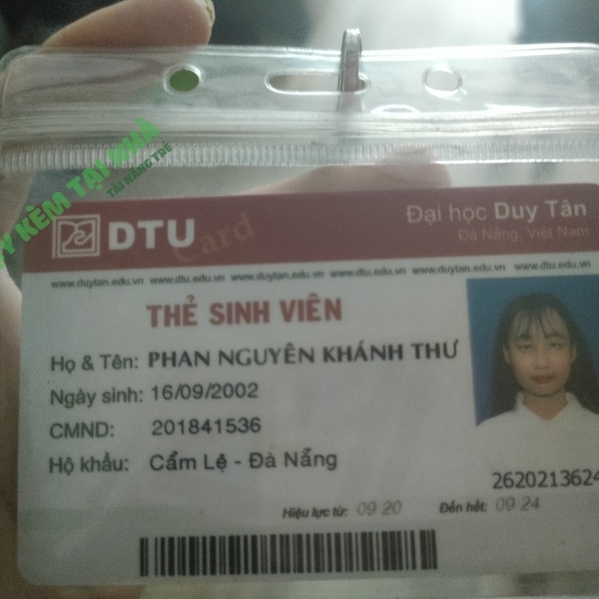 DẠY KÈM TẠI NHÀ
TÀI NĂNG TRẺ
DTU
Card
Đại học Duy Tân
Đà Nẵng, Việt Nam
www.duytan.edu.vn www.dtu.edu.vn www.duytan.edu.vn www.dtu.edu.vn www.duytan.edu.vn www.dtu.edu.vn
THẺ SINH VIÊN
Họ & Tên: PHAN NGUYÊN KHÁNH THƯ
Ngày sinh: 16/09/2002
CMND: 201841536
Hộ khẩu: Cẩm Lệ - Đà Nẵng
2620213624
Hiệu lực từ: 09 20 Đến hết: 09 24